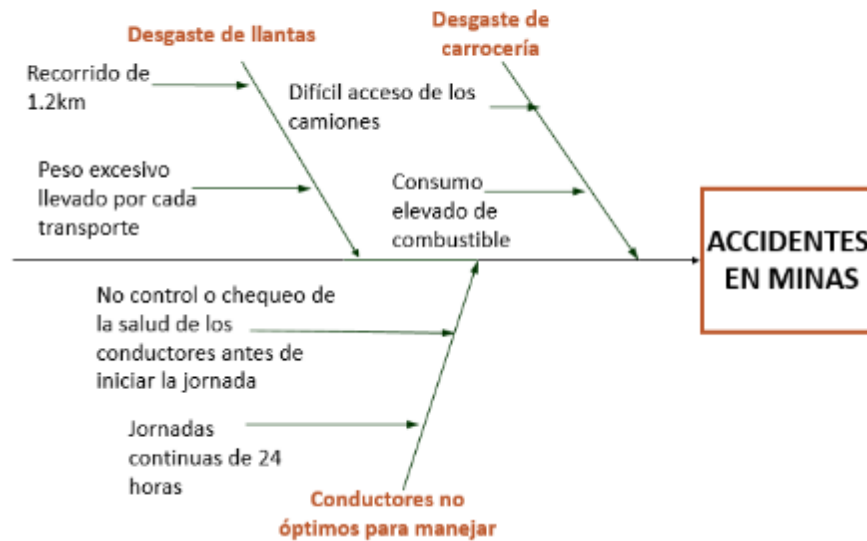 Desgaste de llantas
Desgaste de
carrocería
Recorrido de
1.2km
Difícil acceso de los
camiones
Peso excesivo
llevado por cada
transporte
Consumo
elevado de
combustible
ACCIDENTES
EN MINAS
No control o chequeo de
la salud de los
conductores antes de
iniciar la jornada
Jornadas
continuas de 24
horas
Conductores no
óptimos para manejar